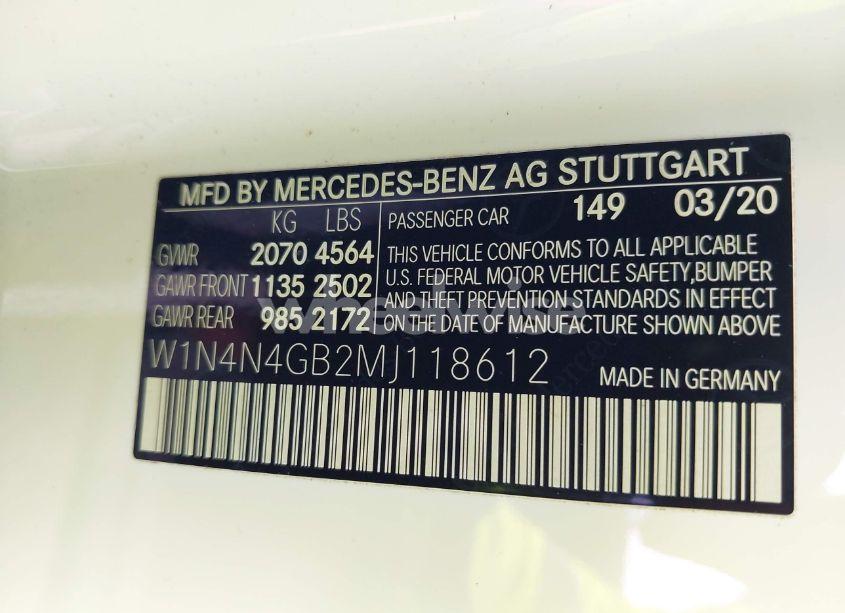 MFD BY MERCEDES-BENZ AG STUTTGART
KG LBS
GVWR 2070 4564
GAWR FRONT 1135 2502
GAWR REAR 985 2172
PASSENGER CAR 149 03/20
THIS VEHICLE CONFORMS TO ALL APPLICABLE
U.S. FEDERAL MOTOR VEHICLE SAFETY,BUMPER
AND THEFT PREVENTION STANDARDS IN EFFECT
ON THE DATE OF MANUFACTURE SHOWN ABOVE.
W1N4N4GB2MJ118612
MADE IN GERMANY
Wheelwise